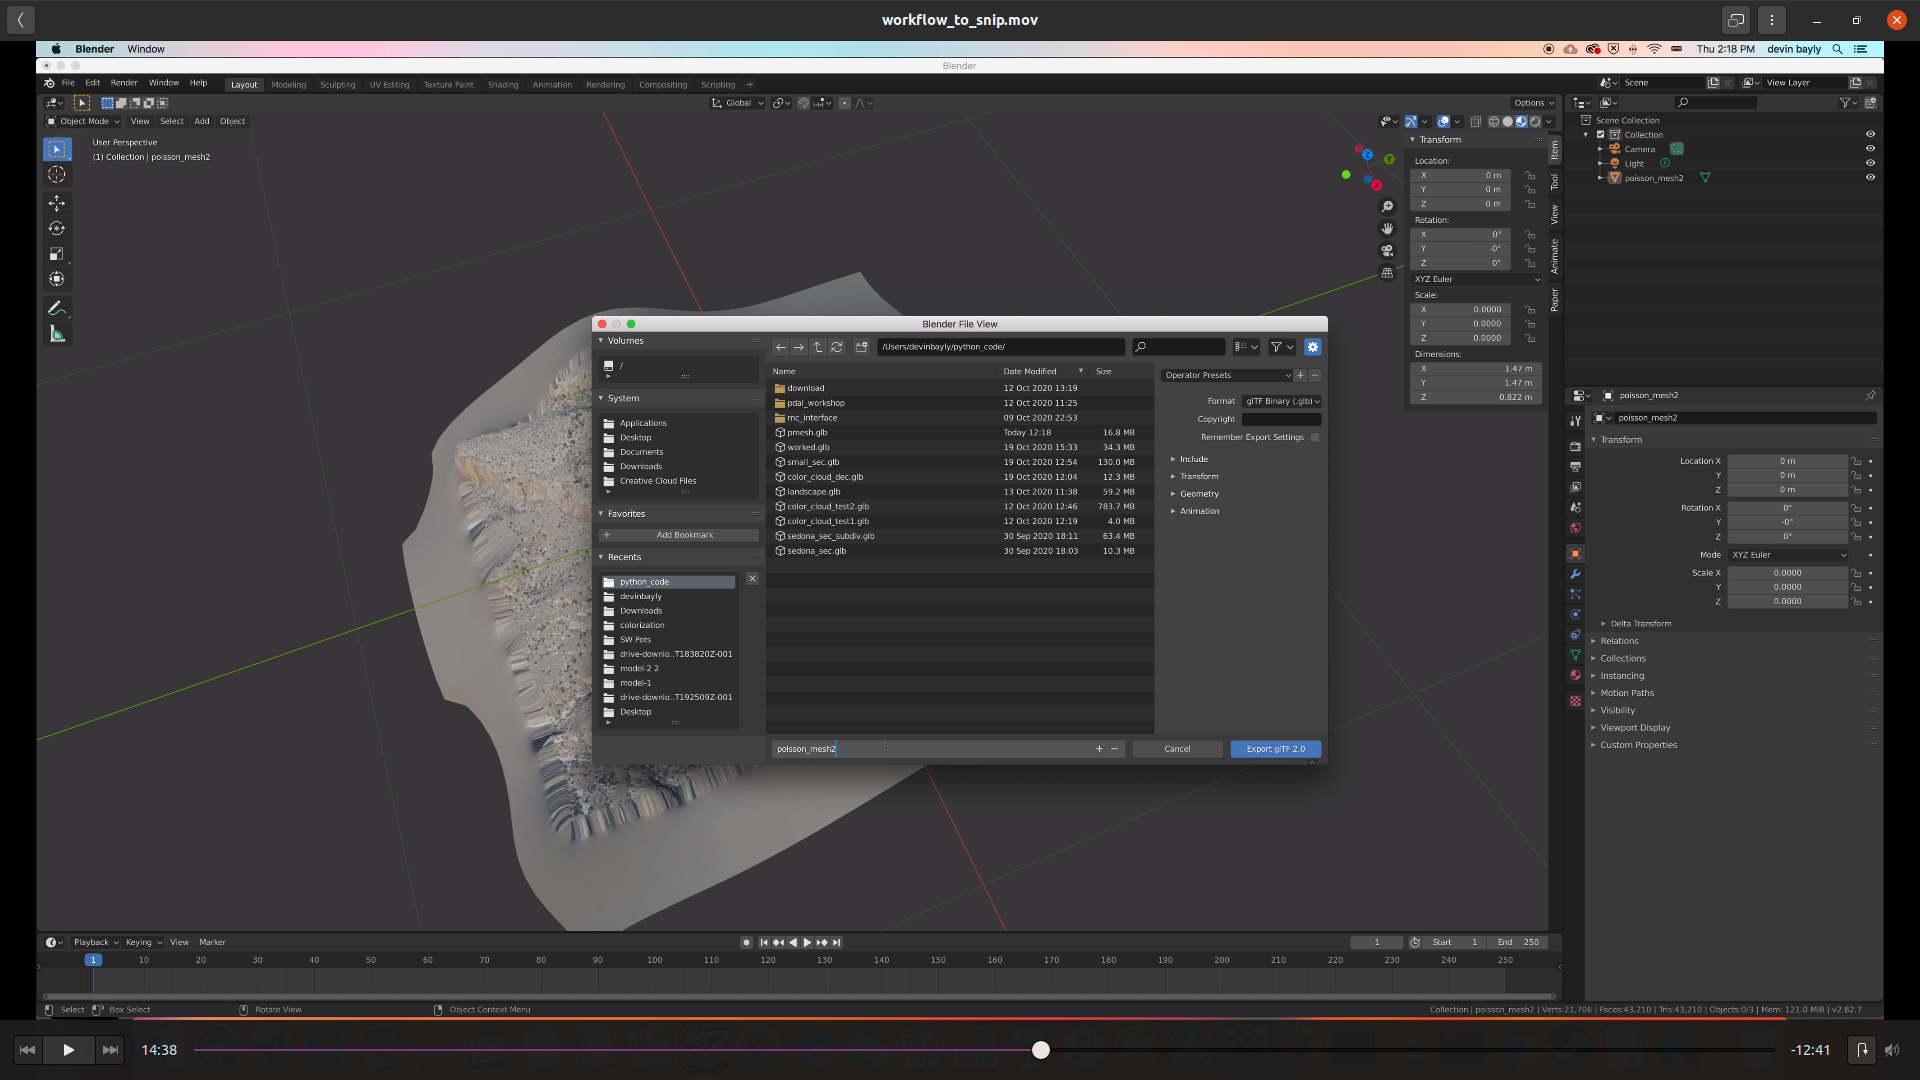 workflow_to_snip.mov
Blender Window
Thu 2:18 PM devin bayly
Blender
File Edit Render Window Help
Layout Modeling Sculpting UV Editing Texture Paint Shading Animation Rendering Compositing Scripting +
Scene
View Layer
Global
Options
Object Mode View Select Add Object
User Perspective
(1) Collection | poisson_mesh2
Z
Y
X
Transform
Location:
X 0 m
Y 0 m
Z 0 m
Rotation:
X 0°
Y -0°
Z 0°
XYZ Euler
Scale:
X 0.0000
Y 0.0000
Z 0.0000
Dimensions:
X 1.47 m
Y 1.47 m
Z 0.822 m
Item
Tool
View
Animate
Paper
Scene Collection
Collection
Camera
Light
poisson_mesh2
Blender File View
Volumes
/
System
Applications
Desktop
Documents
Downloads
Creative Cloud Files
Favorites
+ Add Bookmark
Recents
python_code
devinbayly
Downloads
colorization
SW Pots
drive-downlo..T183820Z-001
model-2 2
model-1
drive-downlo..T192509Z-001
Desktop
/Users/devinbayly/python_code/
Name Date Modified Size
download 12 Oct 2020 13:19
pdal_workshop 12 Oct 2020 11:25
mc_interface 09 Oct 2020 22:53
pmesh.glb Today 12:18 16.8 MB
worked.glb 19 Oct 2020 15:33 34.3 MB
small_sec.glb 19 Oct 2020 12:54 130.0 MB
color_cloud_dec.glb 19 Oct 2020 12:04 12.3 MB
landscape.glb 13 Oct 2020 11:38 59.2 MB
color_cloud_test2.glb 12 Oct 2020 12:46 783.7 MB
color_cloud_test1.glb 12 Oct 2020 12:19 4.0 MB
sedona_sec_subdiv.glb 30 Sep 2020 18:11 63.4 MB
sedona_sec.glb 30 Sep 2020 18:03 10.3 MB
Operator Presets
Format glTF Binary (.glb)
Copyright
Remember Export Settings
Include
Transform
Geometry
Animation
poisson_mesh2 + − Cancel Export glTF 2.0
poisson_mesh2
poisson_mesh2
Transform
Location X 0 m
Y 0 m
Z 0 m
Rotation X 0°
Y -0°
Z 0°
Mode XYZ Euler
Scale X 0.0000
Y 0.0000
Z 0.0000
Delta Transform
Relations
Collections
Instancing
Motion Paths
Visibility
Viewport Display
Custom Properties
Playback Keying View Marker
1 Start 1 End 250
1 10 20 30 40 50 60 70 80 90 100 110 120 130 140 150 160 170 180 190 200 210 220 230 240 250
Select Box Select Rotate View Object Context Menu
Collection | poisson_mesh2 | Verts:21,706 | Faces:43,210 | Tris:43,210 | Objects:0/3 | Mem: 121.0 MiB | v2.82.7
14:38 -12:41